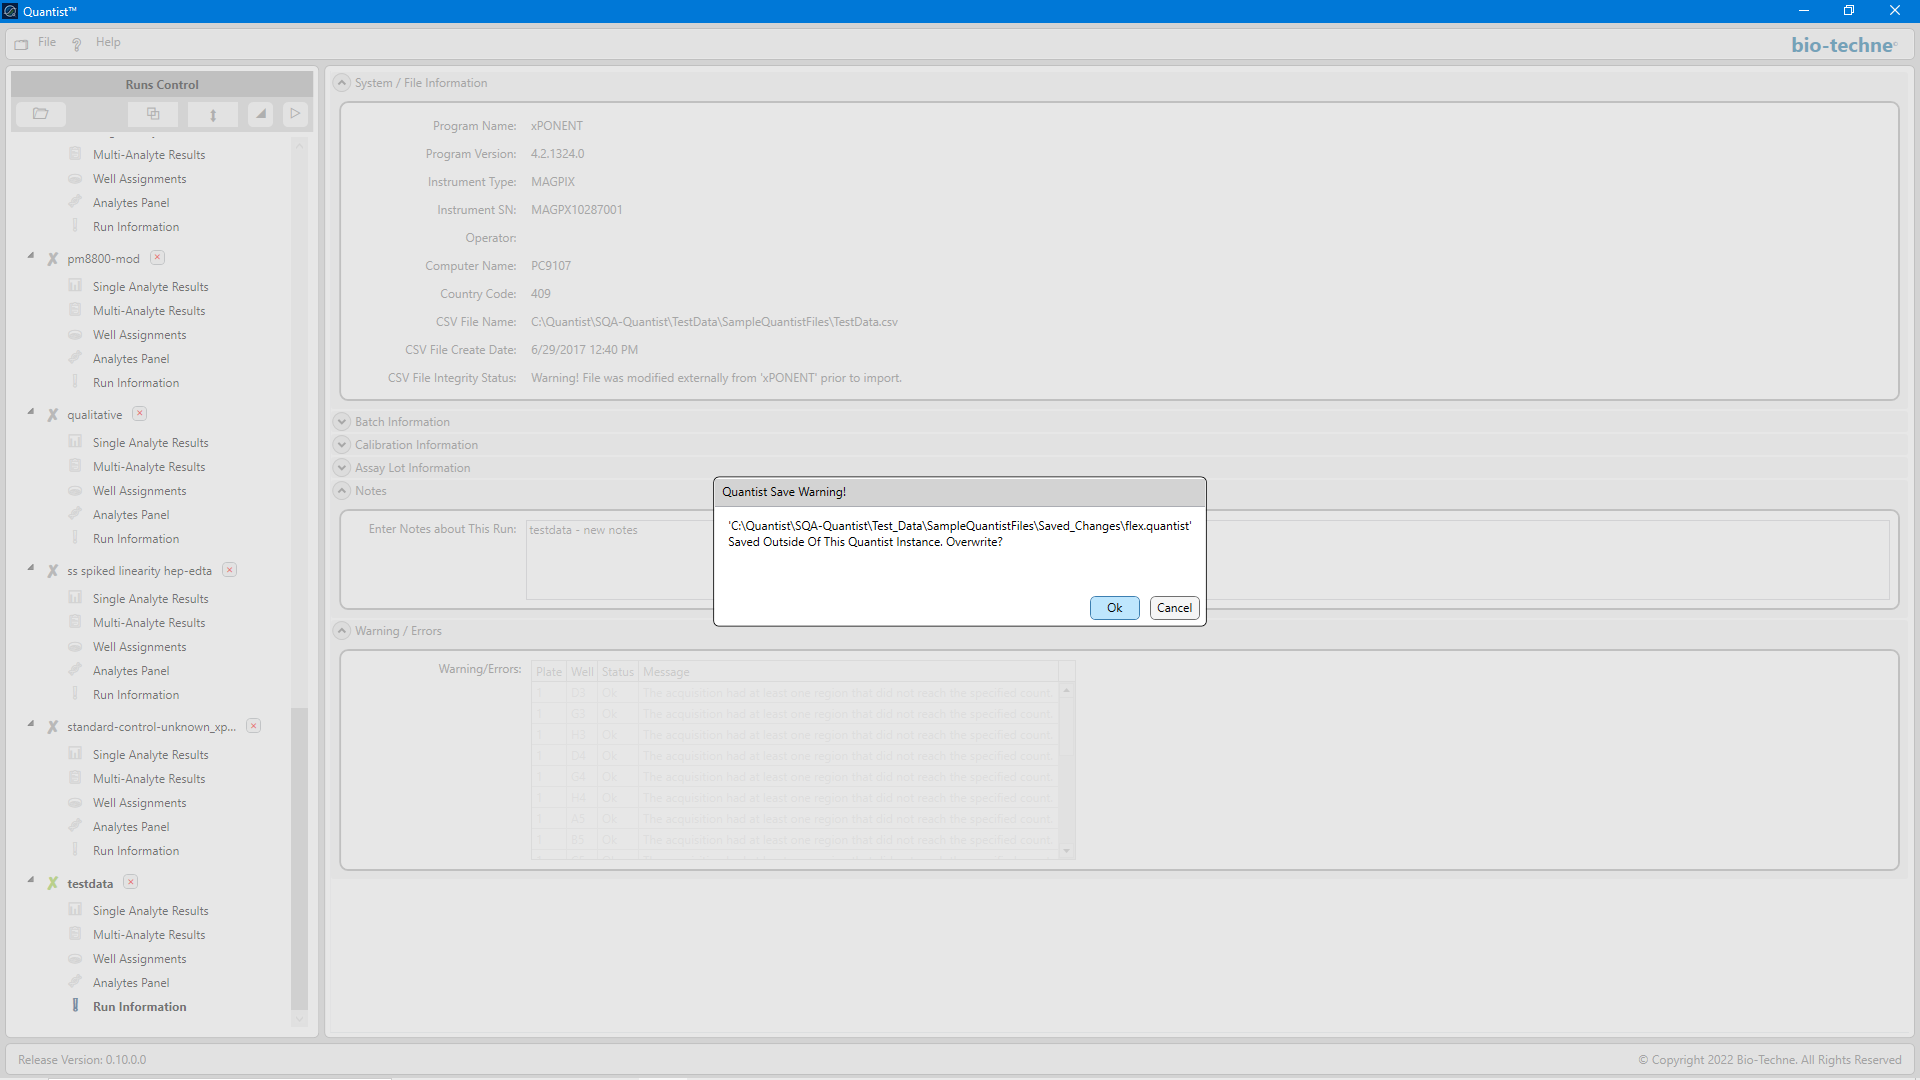 Quantist™
File
Help
bio-techne
Runs Control
Multi-Analyte Results
Well Assignments
Analytes Panel
Run Information
pm8800-mod
Single Analyte Results
Multi-Analyte Results
Well Assignments
Analytes Panel
Run Information
qualitative
Single Analyte Results
Multi-Analyte Results
Well Assignments
Analytes Panel
Run Information
ss spiked linearity hep-edta
Single Analyte Results
Multi-Analyte Results
Well Assignments
Analytes Panel
Run Information
standard-control-unknown_xp...
Single Analyte Results
Multi-Analyte Results
Well Assignments
Analytes Panel
Run Information
testdata
Single Analyte Results
Multi-Analyte Results
Well Assignments
Analytes Panel
Run Information
System / File Information
Program Name: xPONENT
Program Version: 4.2.1324.0
Instrument Type: MAGPIX
Instrument SN: MAGPX10287001
Operator:
Computer Name: PC9107
Country Code: 409
CSV File Name: C:\Quantist\SQA-Quantist\TestData\SampleQuantistFiles\TestData.csv
CSV File Create Date: 6/29/2017 12:40 PM
CSV File Integrity Status: Warning! File was modified externally from 'xPONENT' prior to import.
Batch Information
Calibration Information
Assay Lot Information
Notes
Enter Notes about This Run: testdata - new notes
Quantist Save Warning!
'C:\Quantist\SQA-Quantist\Test_Data\SampleQuantistFiles\Saved_Changes\flex.quantist'
Saved Outside Of This Quantist Instance. Overwrite?
Ok Cancel
Warning / Errors
Warning/Errors:
Plate Well Status Message
1 D3 Ok The acquisition had at least one region that did not reach the specified count.
1 G3 Ok The acquisition had at least one region that did not reach the specified count.
1 H3 Ok The acquisition had at least one region that did not reach the specified count.
1 D4 Ok The acquisition had at least one region that did not reach the specified count.
1 G4 Ok The acquisition had at least one region that did not reach the specified count.
1 H4 Ok The acquisition had at least one region that did not reach the specified count.
1 A5 Ok The acquisition had at least one region that did not reach the specified count.
1 B5 Ok The acquisition had at least one region that did not reach the specified count.
Release Version: 0.10.0.0
© Copyright 2022 Bio-Techne. All Rights Reserved